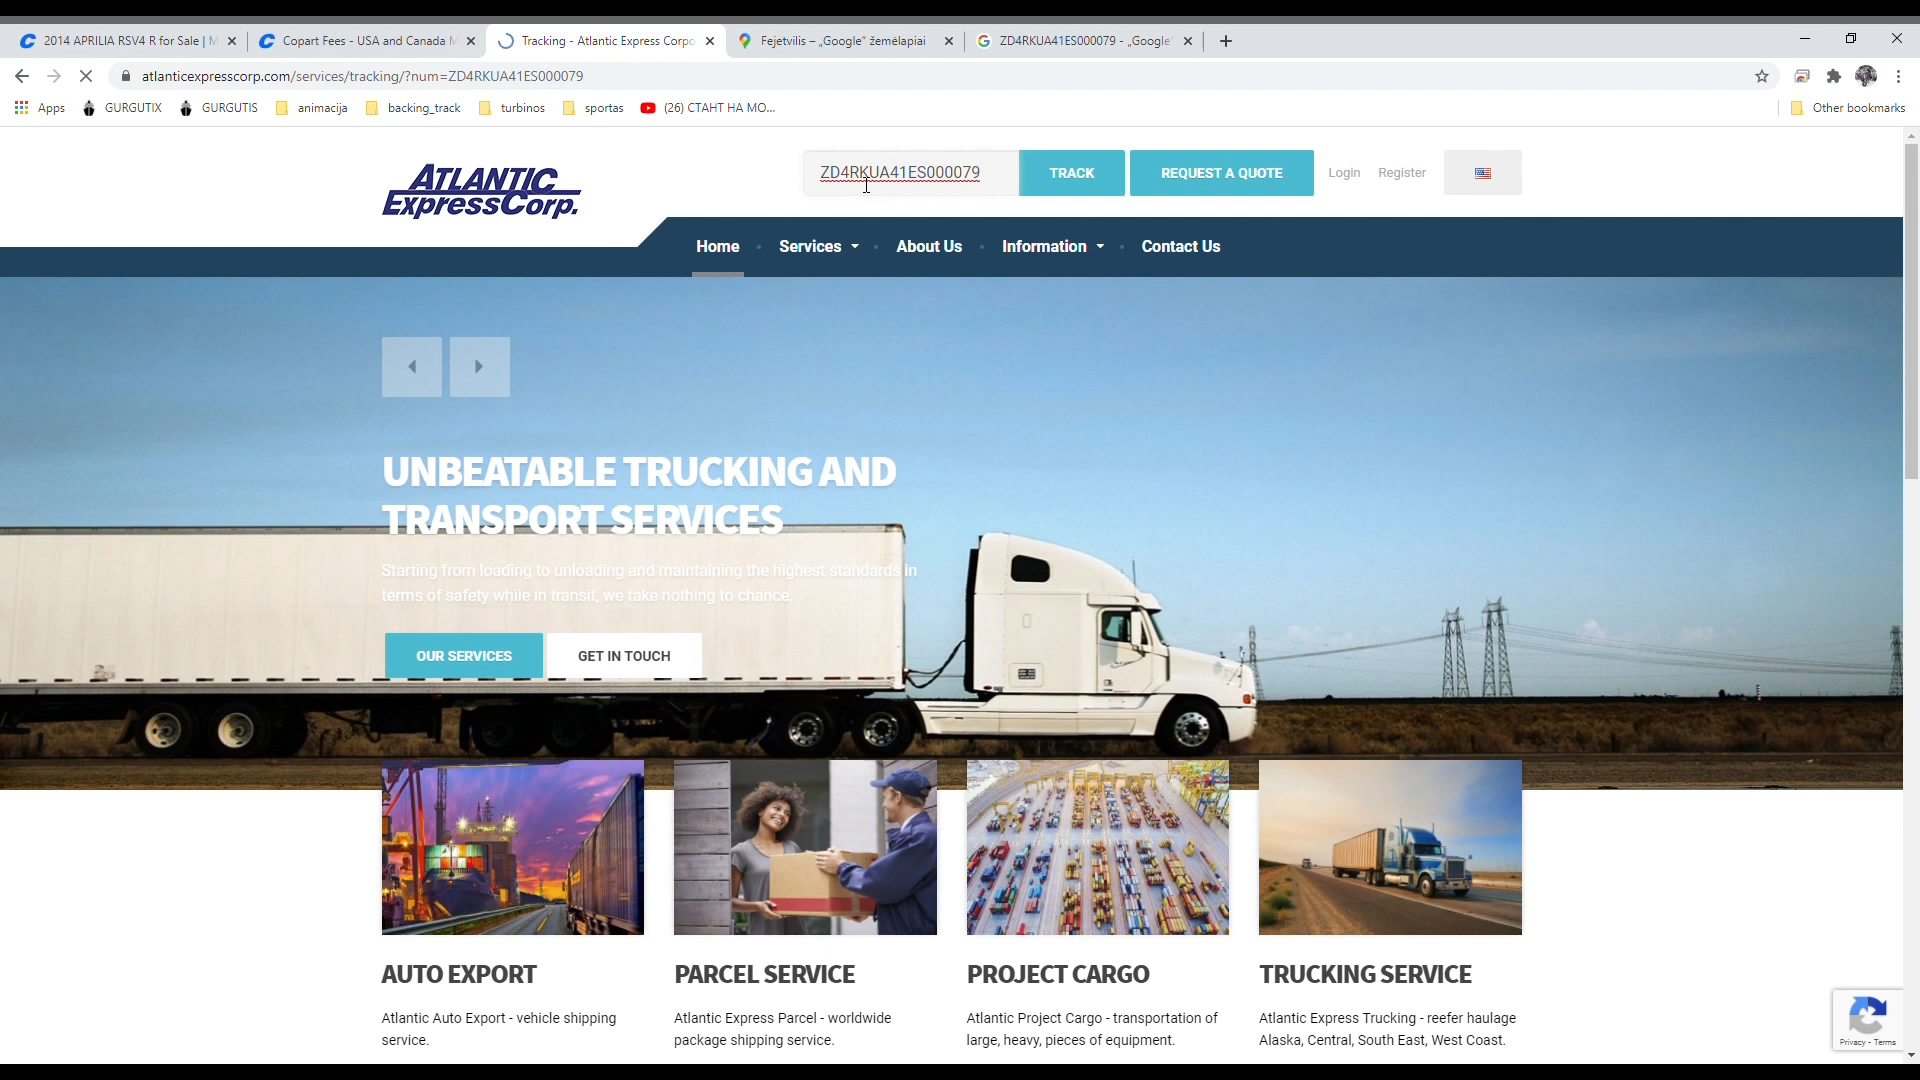 2014 APRILIA RSV4 R for Sale | M
Copart Fees - USA and Canada M
Tracking - Atlantic Express Corpo
Fejetvilis – „Google“ žemėlapiai
ZD4RKUA41ES000079 - „Google“
atlanticexpresscorp.com/services/tracking/?num=ZD4RKUA41ES000079
Apps
GURGUTIX
GURGUTIS
animacija
backing_track
turbinos
sportas
(26) СТАНТ НА МО...
Other bookmarks
ATLANTIC
ExpressCorp.
ZD4RKUA41ES000079
TRACK
REQUEST A QUOTE
Login
Register
Home
Services
About Us
Information
Contact Us
UNBEATABLE TRUCKING AND
TRANSPORT SERVICES
Starting from loading to unloading and maintaining the highest standards in
terms of safety while in transit, we take nothing to chance.
OUR SERVICES
GET IN TOUCH
AUTO EXPORT
Atlantic Auto Export - vehicle shipping
service.
PARCEL SERVICE
Atlantic Express Parcel - worldwide
package shipping service.
PROJECT CARGO
Atlantic Project Cargo - transportation of
large, heavy, pieces of equipment.
TRUCKING SERVICE
Atlantic Express Trucking - reefer haulage
Alaska, Central, South East, West Coast.
Privacy - Terms